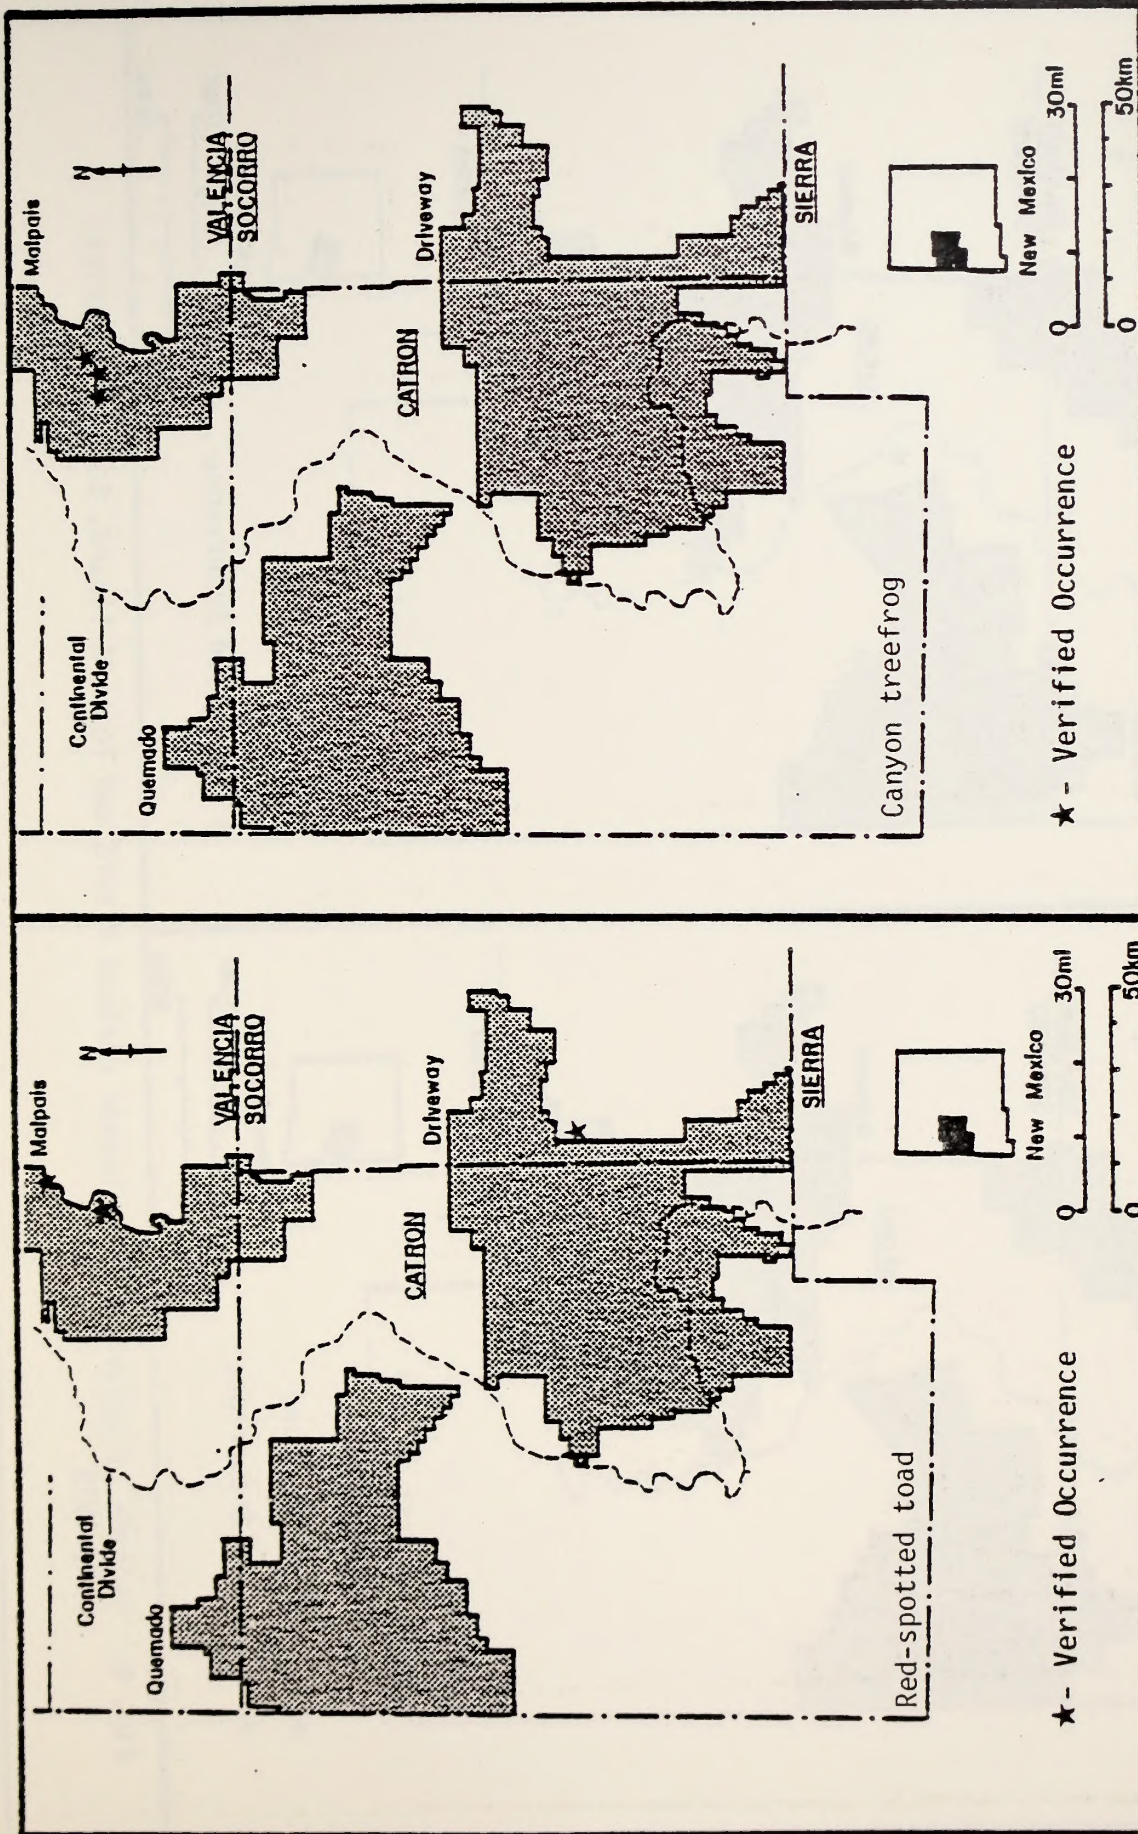 Malpais
N
VALENCIA
SOCORRO
Continental
Divide
Quemado
CATRON
Driveway
SIERRA
Red-spotted toad
New Mexico
★- Verified Occurrence
0 30mi
0 50km
Malpais
N
VALENCIA
SOCORRO
Continental
Divide
Quemado
CATRON
Driveway
SIERRA
Canyon treefrog
New Mexico
★- Verified Occurrence
0 30mi
0 50km